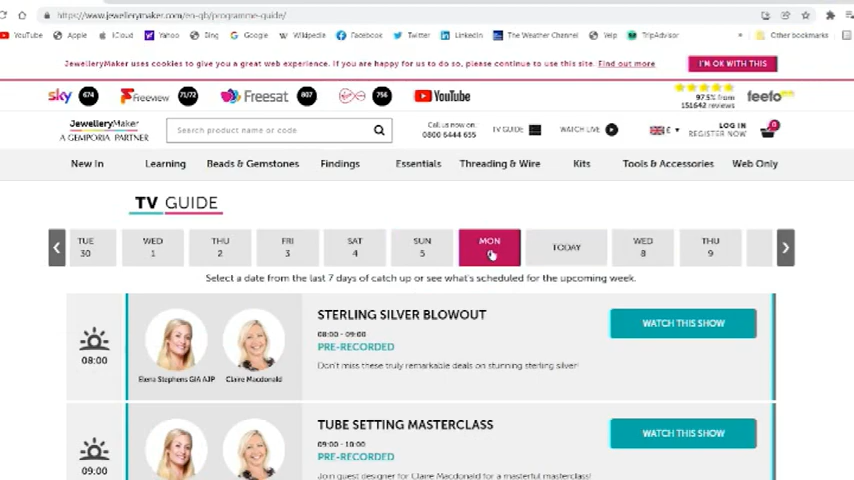 https://www.jewellerymaker.com/en-gb/programme-guide/
YouTube Apple iCloud Yahoo Bing Google Wikipedia Facebook Twitter LinkedIn The Weather Channel Yelp TripAdvisor » Other bookmarks
JewelleryMaker uses cookies to give you a great web experience. If you are happy for us to do so, please continue to use this site. Find out more
I'M OK WITH THIS
sky 674 Freeview 71/72 Freesat 807 756 YouTube
97.5% from
151642 reviews
feefo
JewelleryMaker
A GEMPORIA PARTNER
Search product name or code
Call us now on:
0800 6444 655
TV GUIDE
WATCH LIVE
£
LOG IN
REGISTER NOW
0
New In Learning Beads & Gemstones Findings Essentials Threading & Wire Kits Tools & Accessories Web Only
TV GUIDE
TUE WED THU FRI SAT SUN MON TODAY WED THU
30 1 2 3 4 5 8 9
Select a date from the last 7 days of catch up or see what's scheduled for the upcoming week.
08:00
Elena Stephens GIA AJP
Claire Macdonald
STERLING SILVER BLOWOUT
08:00 - 09:00
PRE-RECORDED
Don't miss these truly remarkable deals on stunning sterling silver!
WATCH THIS SHOW
09:00
TUBE SETTING MASTERCLASS
09:00 - 10:00
PRE-RECORDED
Join guest designer for Claire Macdonald for a masterful masterclass!
WATCH THIS SHOW